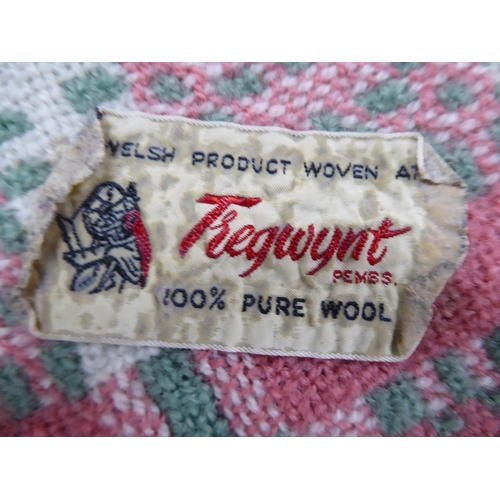 WELSH PRODUCT WOVEN AT
Tregwynt
PEMBS.
100% PURE WOOL